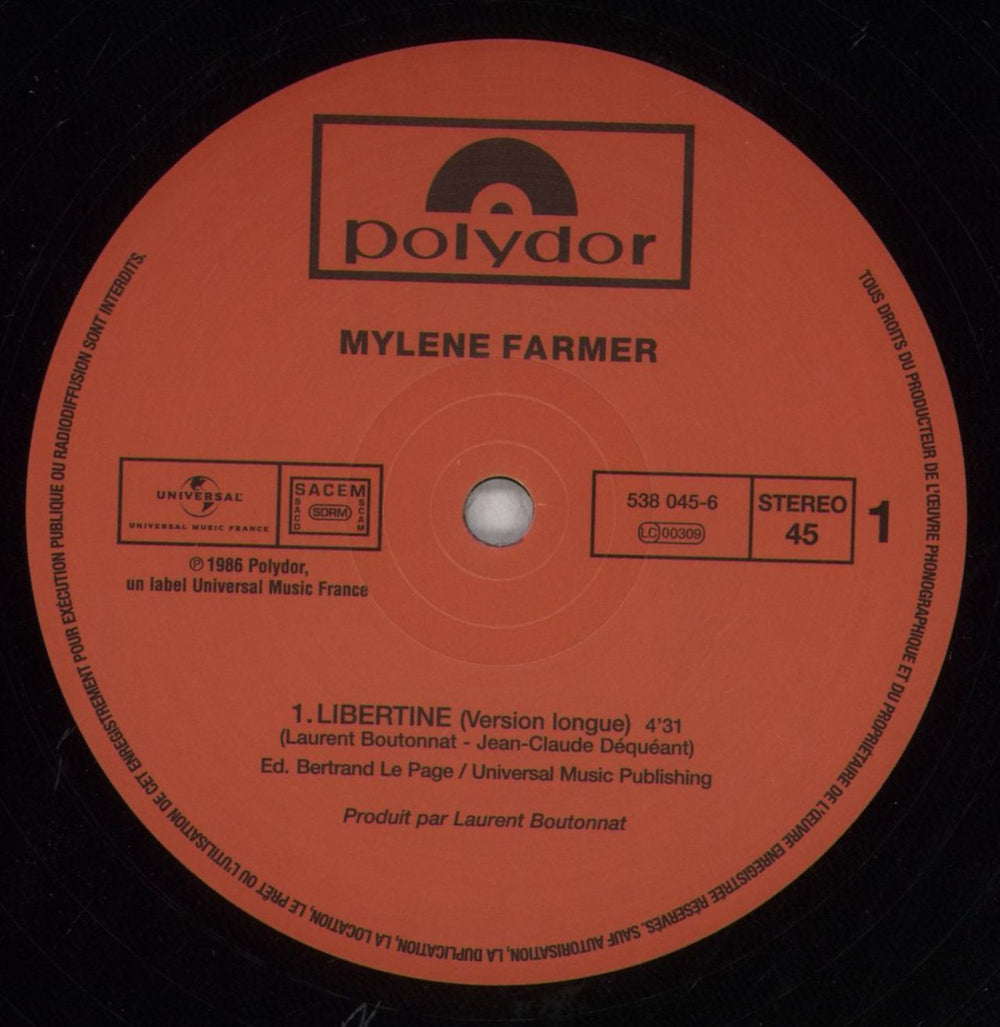 polydor
MYLENE FARMER
UNIVERSAL
UNIVERSAL MUSIC FRANCE
SACEM
SACD
SDRM
SCAM
℗ 1986 Polydor,
un label Universal Music France
538 045-6
LC 00309
STEREO
45
1
1. LIBERTINE (Version longue) 4'31
(Laurent Boutonnat - Jean-Claude Déquéant)
Ed. Bertrand Le Page / Universal Music Publishing
Produit par Laurent Boutonnat
TOUS DROITS DU PRODUCTEUR DE L'ŒUVRE PHONOGRAPHIQUE ET DU PROPRIÉTAIRE DE L'ŒUVRE ENREGISTRÉE RÉSERVÉS. SAUF AUTORISATION, LA DUPLICATION, LA LOCATION, LE PRÊT OU L'UTILISATION DE CET ENREGISTREMENT POUR EXÉCUTION PUBLIQUE OU RADIODIFFUSION SONT INTERDITS.